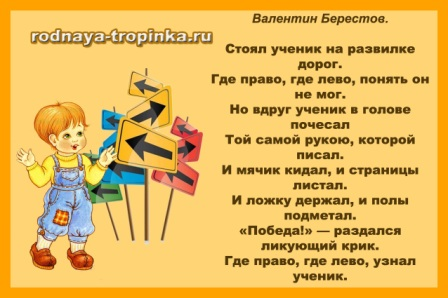 Валентин Берестов.
rodnaya-tropinka.ru
Стоял ученик на развилке
дорог.
Где право, где лево, понять он
не мог.
Но вдруг ученик в голове
почесал
Той самой рукою, которой
писал.
И мячик кидал, и страницы
листал.
И ложку держал, и полы
подметал.
«Победа!» — раздался
ликующий крик.
Где право, где лево, узнал
ученик.